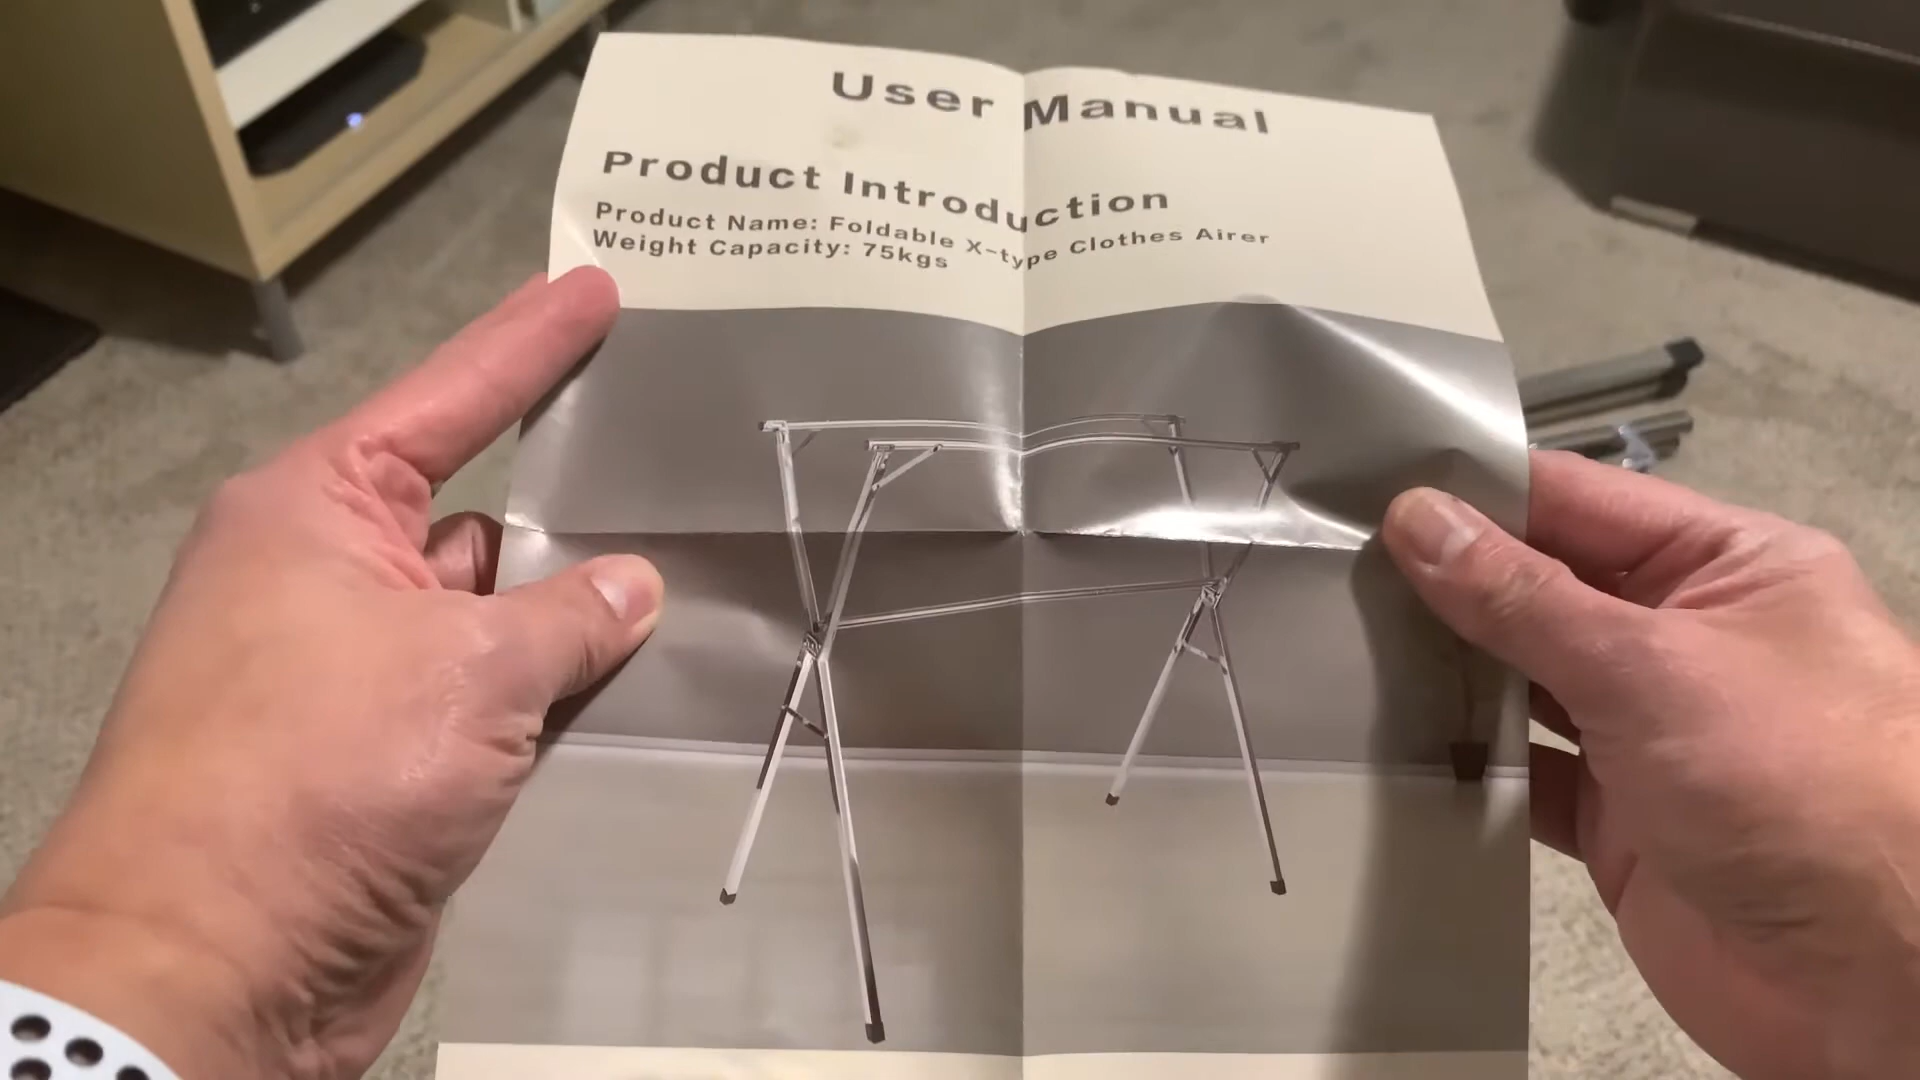 User Manual
Product Introduction
Product Name: Foldable X-type Clothes Airer
Weight Capacity: 75kgs